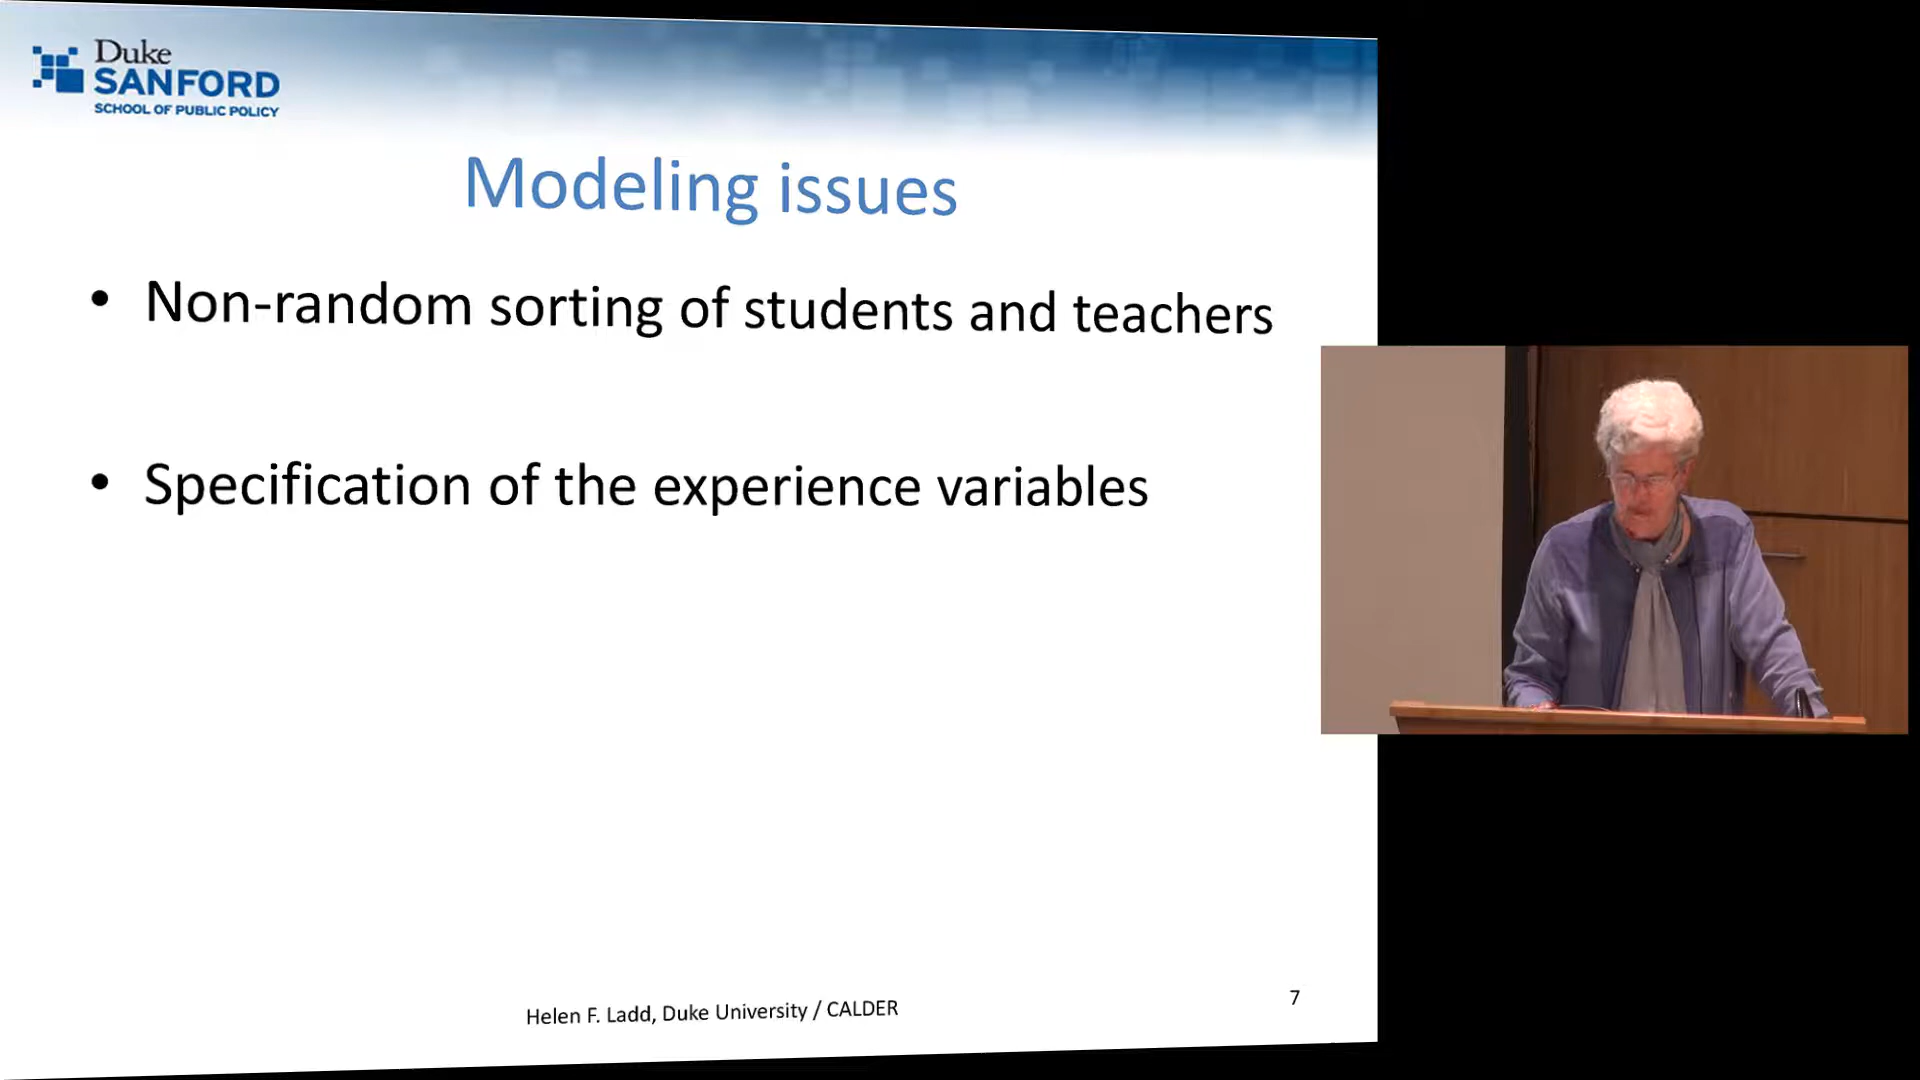 Duke
SANFORD
SCHOOL OF PUBLIC POLICY
Modeling issues
• Non-random sorting of students and teachers
• Specification of the experience variables
Helen F. Ladd, Duke University / CALDER
7